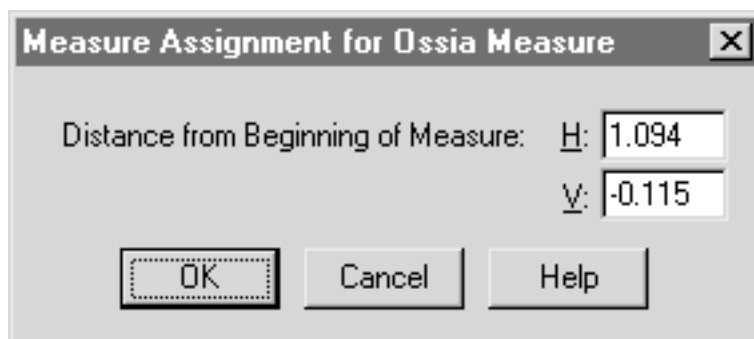 Measure Assignment for Ossia Measure
Distance from Beginning of Measure: H: 1.094
V: -0.115
OK Cancel Help